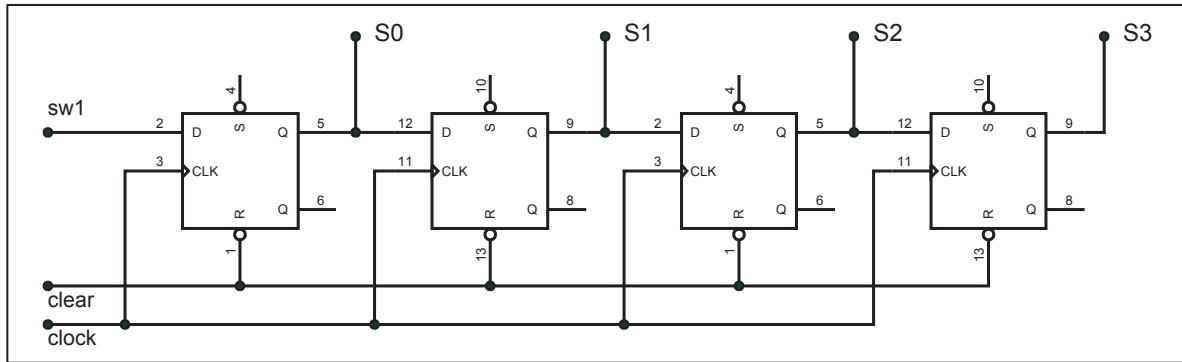 S0 S1 S2 S3
4 10 4 10
sw1
2 D S Q 5 12 D S Q 9 2 D S Q 5 12 D S Q 9
3 CLK 11 CLK 3 CLK 11 CLK
R Q 6 R Q 8 R Q 6 R Q 8
1 13 1 13
clear
clock